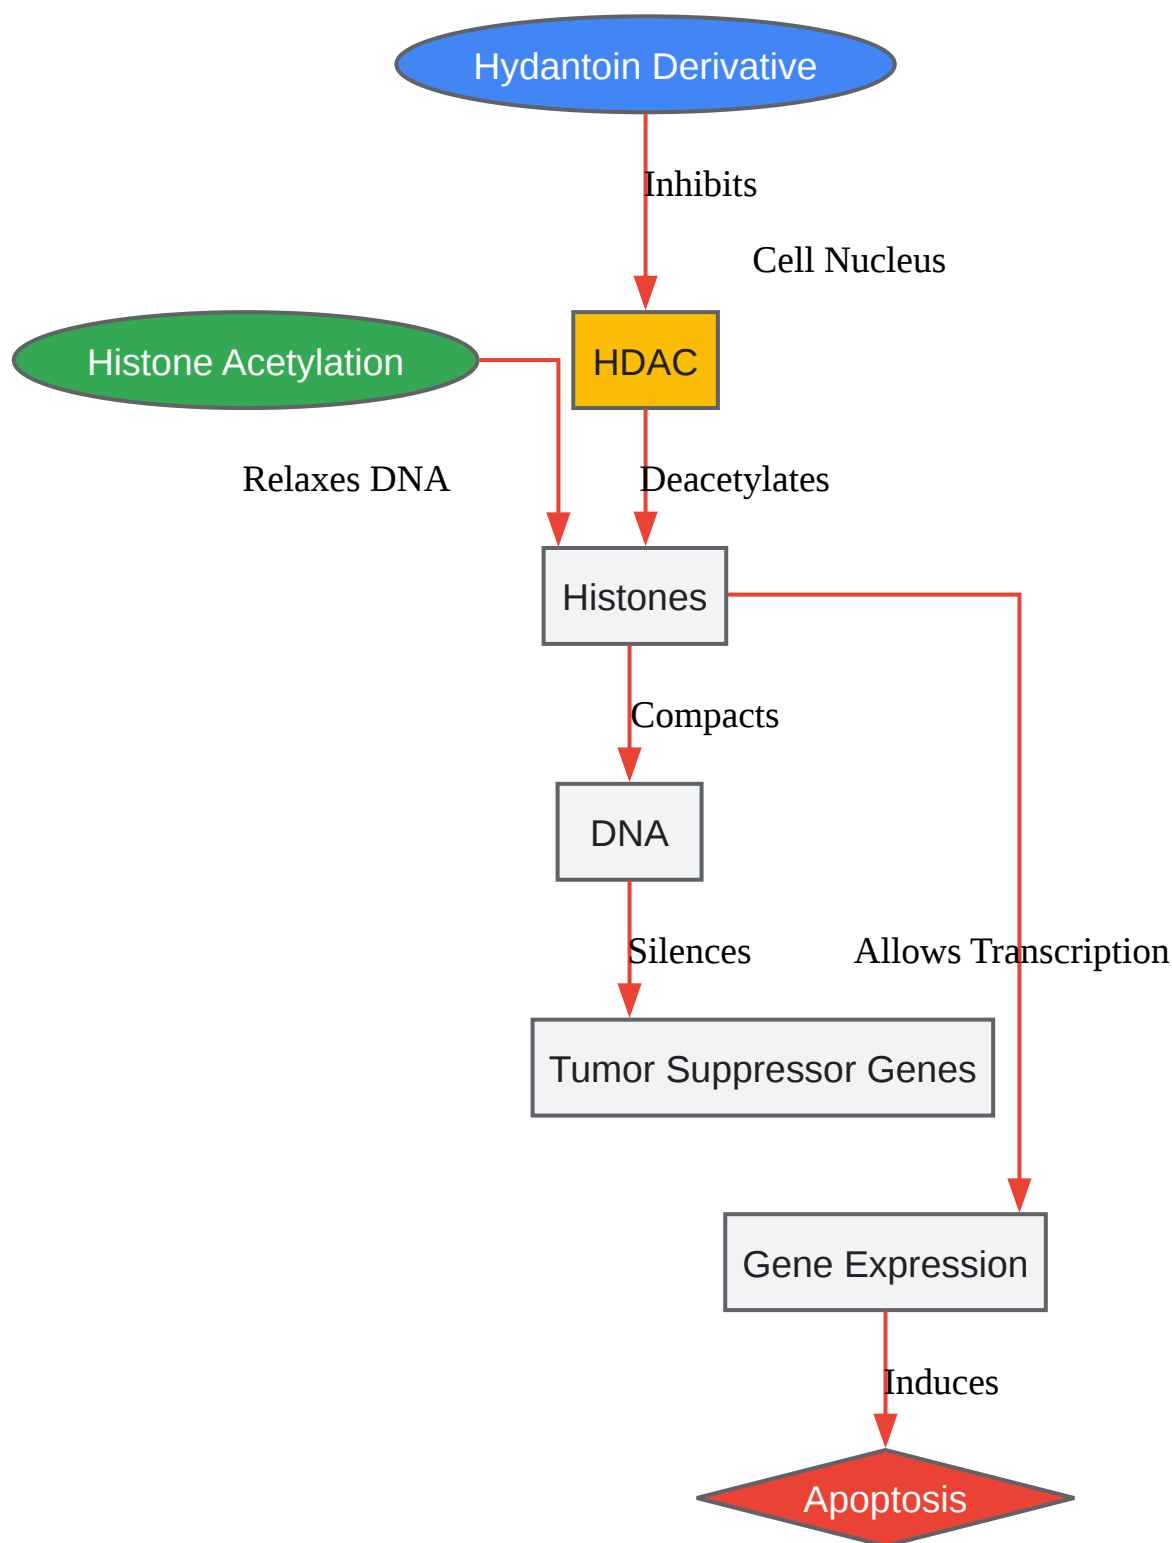 Hydantoin Derivative
Inhibits
Cell Nucleus
Histone Acetylation
HDAC
Relaxes DNA
Deacetylates
Histones
Compacts
DNA
Silences
Allows Transcription
Tumor Suppressor Genes
Gene Expression
Induces
Apoptosis